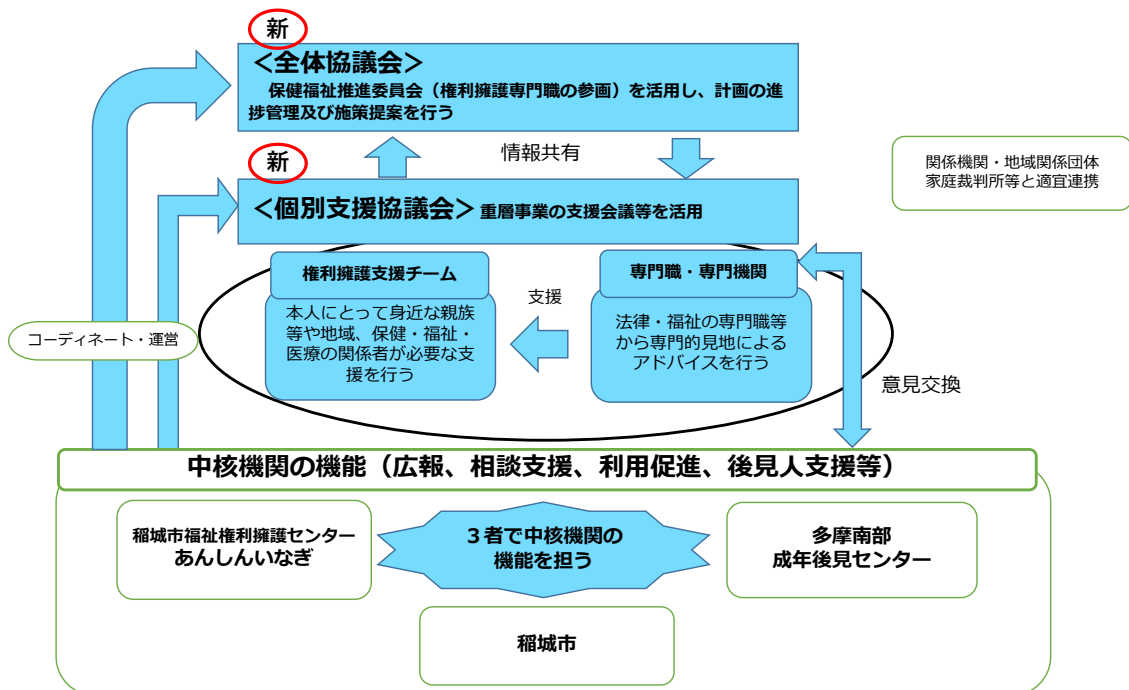 新
＜全体協議会＞
保健福祉推進委員会（権利擁護専門職の参画）を活用し、計画の進
捗管理及び施策提案を行う
情報共有
新
＜個別支援協議会＞重層事業の支援会議等を活用
関係機関・地域関係団体
家庭裁判所等と適宜連携
権利擁護支援チーム
本人にとって身近な親族
等や地域、保健・福祉・
医療の関係者が必要な支
援を行う
支援
専門職・専門機関
法律・福祉の専門職等
から専門的見地による
アドバイスを行う
コーディネート・運営
意見交換
中核機関の機能（広報、相談支援、利用促進、後見人支援等）
稲城市福祉権利擁護センター
あんしんいなぎ
３者で中核機関の
機能を担う
多摩南部
成年後見センター
稲城市